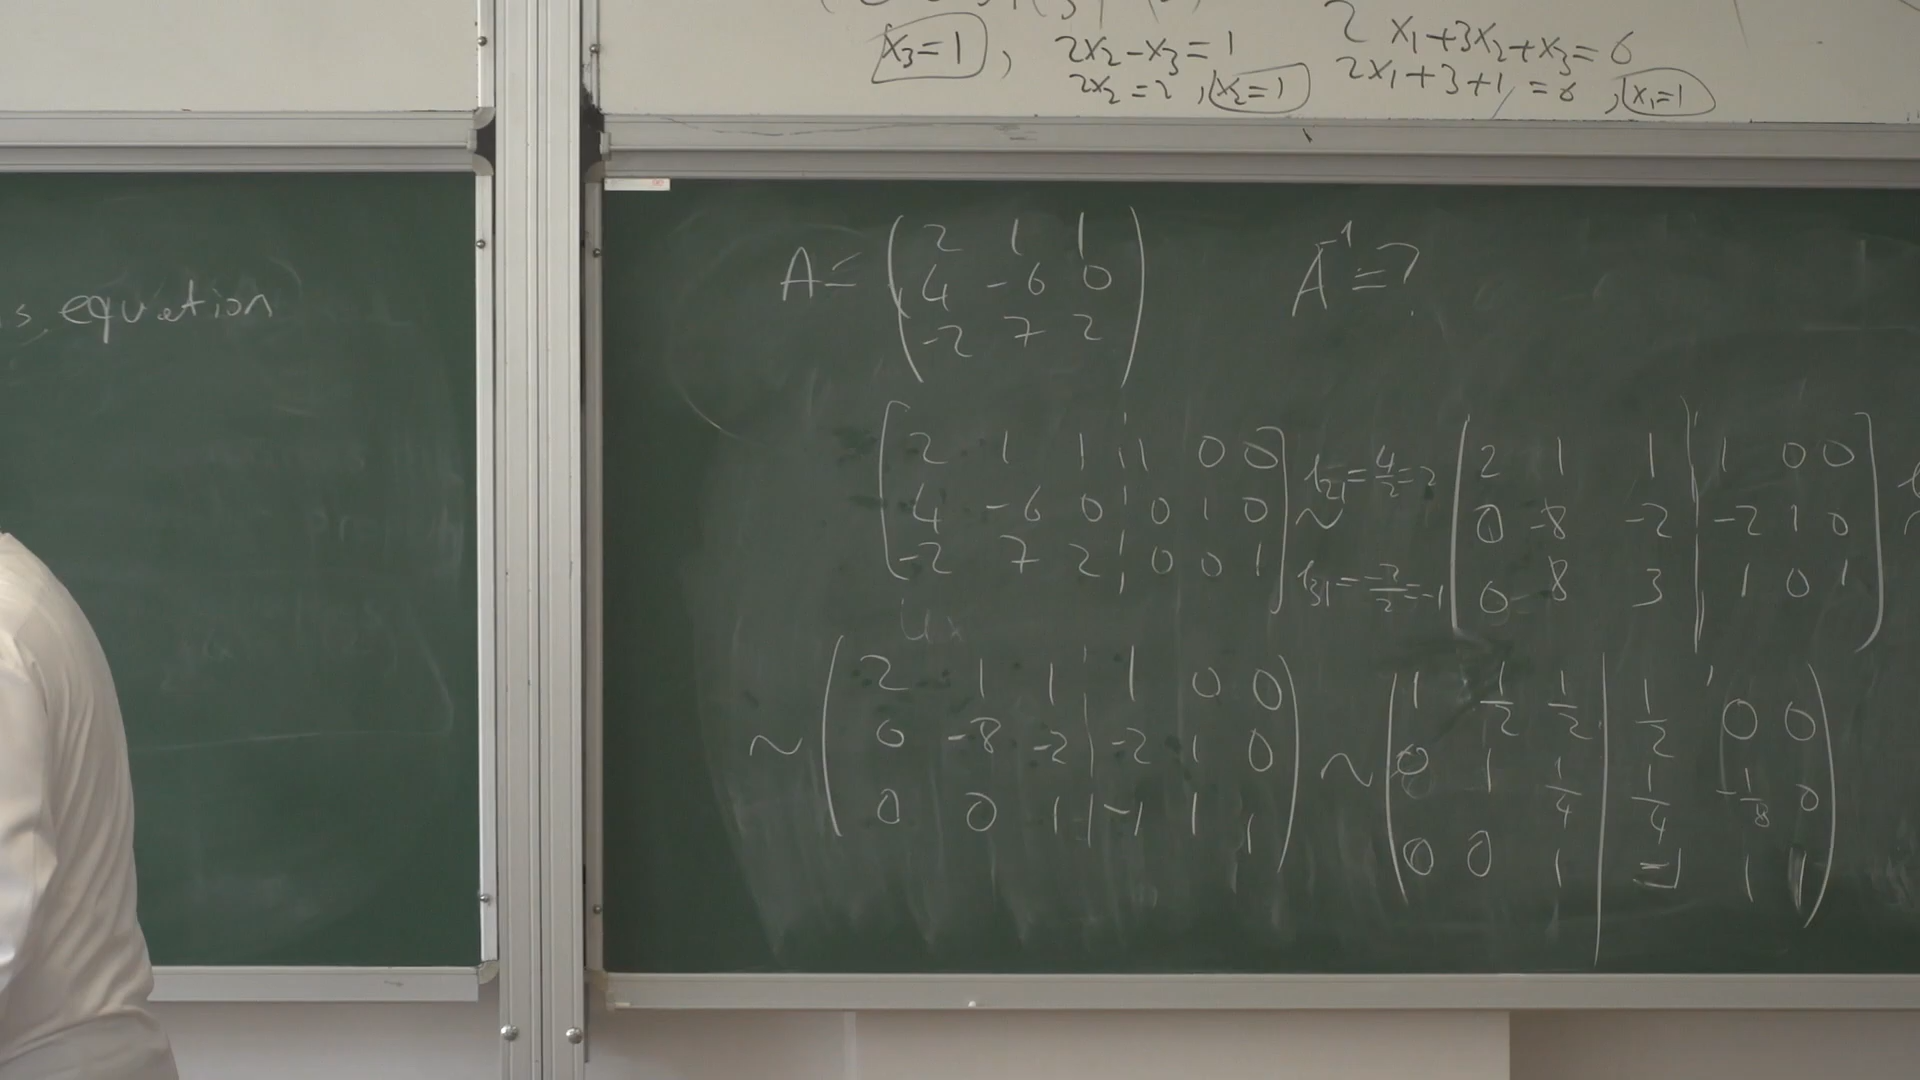 x₃=1 , 2x₂-x₃=1
2x₂=2 , x₂=1
2 x₁+3x₂+x₃=6
2x₁+3+1=6 , x₁=1
equation
A= ( 2 1 1
4 -6 0
-2 7 2 )
A⁻¹=?
[ 2 1 1 | 1 0 0
4 -6 0 | 0 1 0
-2 7 2 | 0 0 1 ]
l₂₁=4/2=2
~
l₃₁=-2/2=-1
[ 2 1 1 | 1 0 0
0 -8 -2 | -2 1 0
0 8 3 | 1 0 1 ]
~ ( 2 1 1 | 1 0 0
0 -8 -2 | -2 1 0
0 0 1 | -1 1 1 )
~ ( 1 1/2 1/2 | 1/2 0 0
0 1 1/4 | 1/4 -1/8 0
0 0 1 | -1 1 1 )